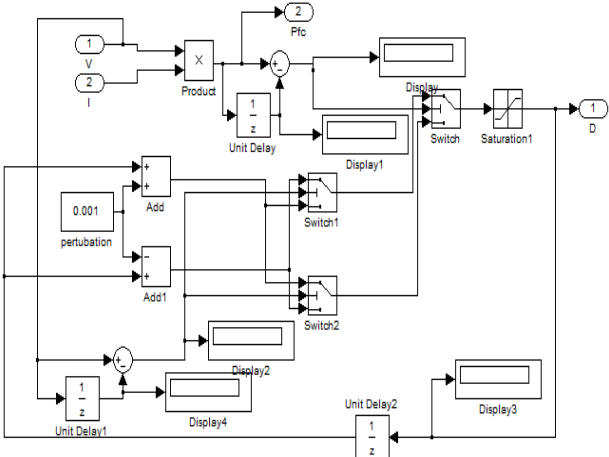 2
Pfc
1
V
2
I
X
Product
+
-
1
z
Unit Delay
Display
Display1
Switch
Saturation1
1
D
+
+
Add
0.001
pertubation
-
+
Add1
Switch1
Switch2
+
-
1
z
Unit Delay1
Display2
Display4
Unit Delay2
1
z
Display3